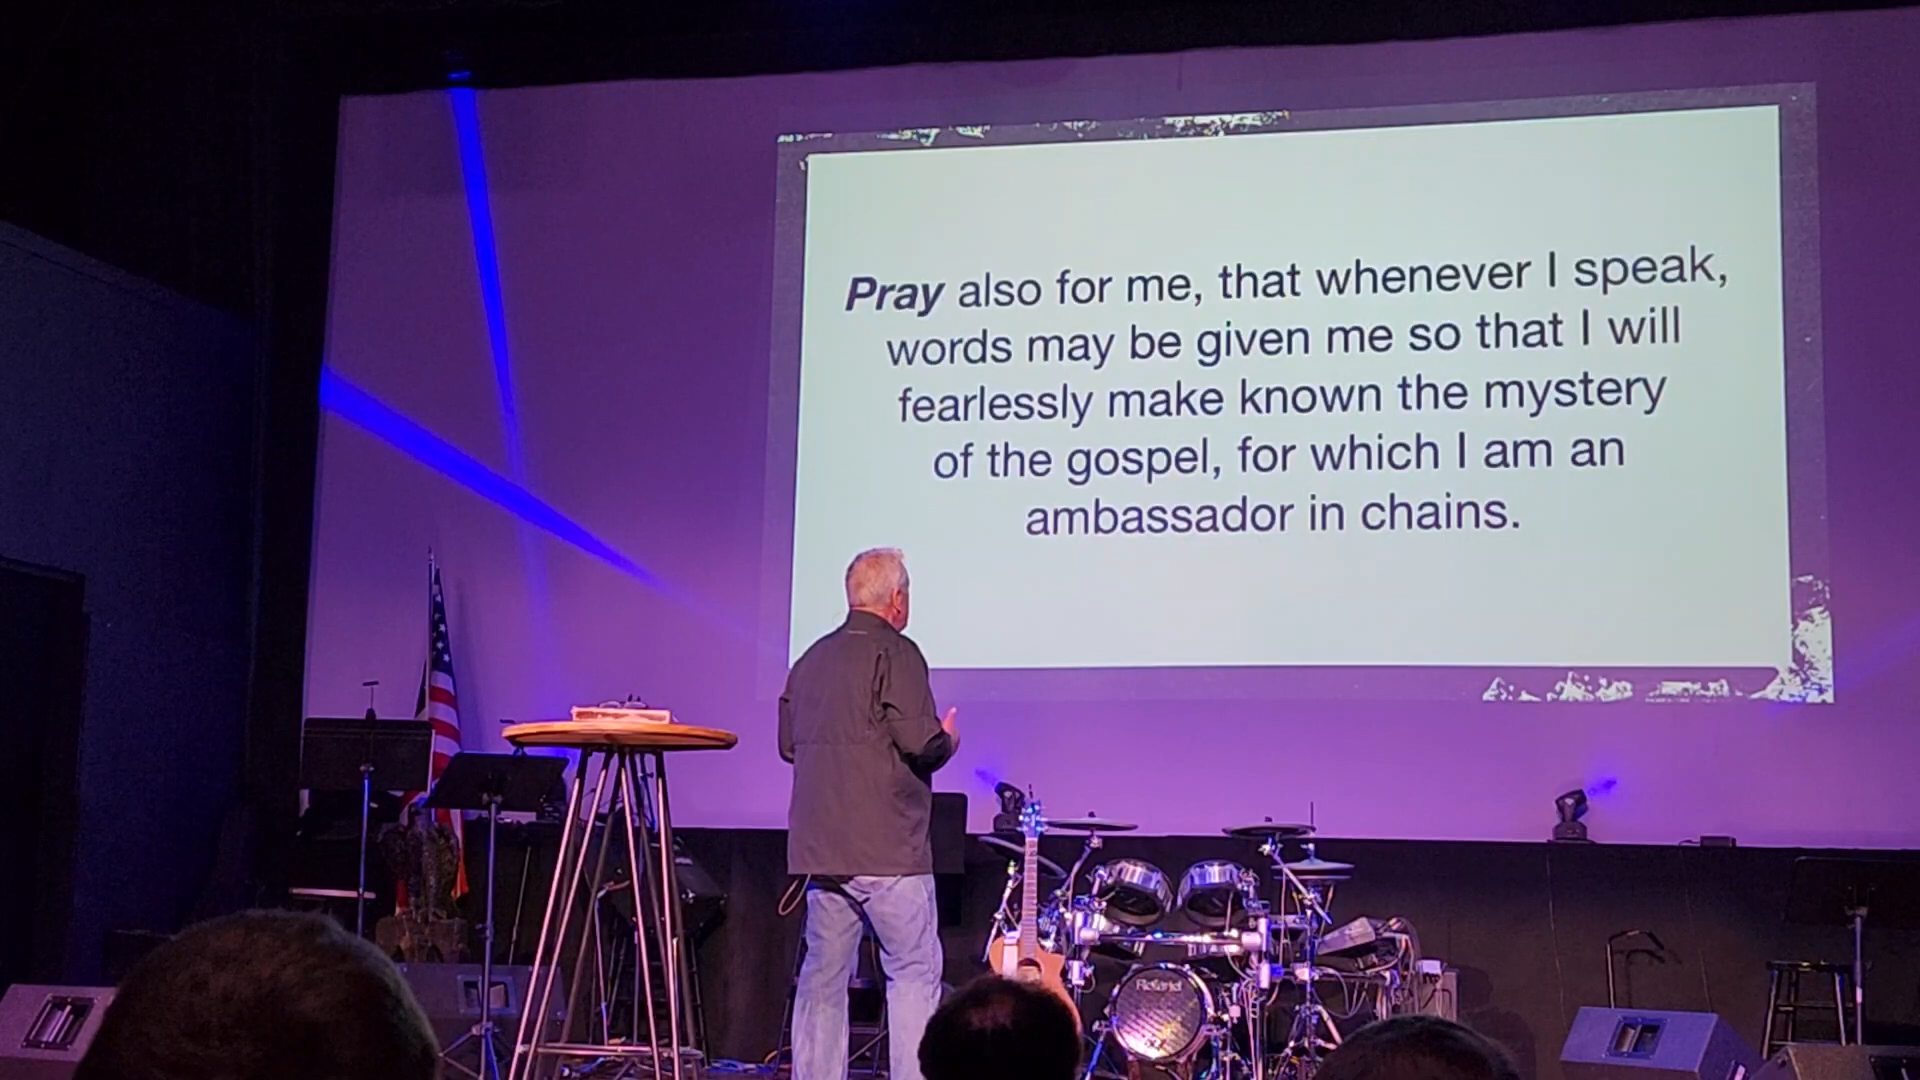 Pray also for me, that whenever I speak,
words may be given me so that I will
fearlessly make known the mystery
of the gospel, for which I am an
ambassador in chains.
Roland